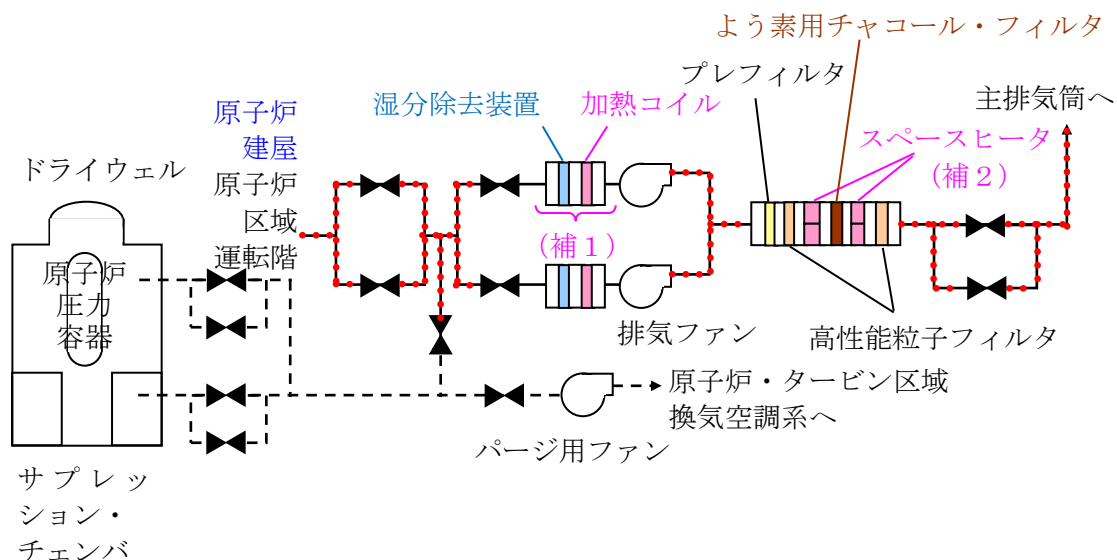 よう素用チャコール・フィルタ
プレフィルタ
湿分除去装置
加熱コイル
主排気筒へ
スペースヒータ
(補2)
原子炉
建屋
原子炉
区域
運転階
ドライウェル
(補1)
原子炉
圧力
容器
排気ファン
高性能粒子フィルタ
原子炉・タービン区域
換気空調系へ
パージ用ファン
サプレッ
ション・
チェンバ